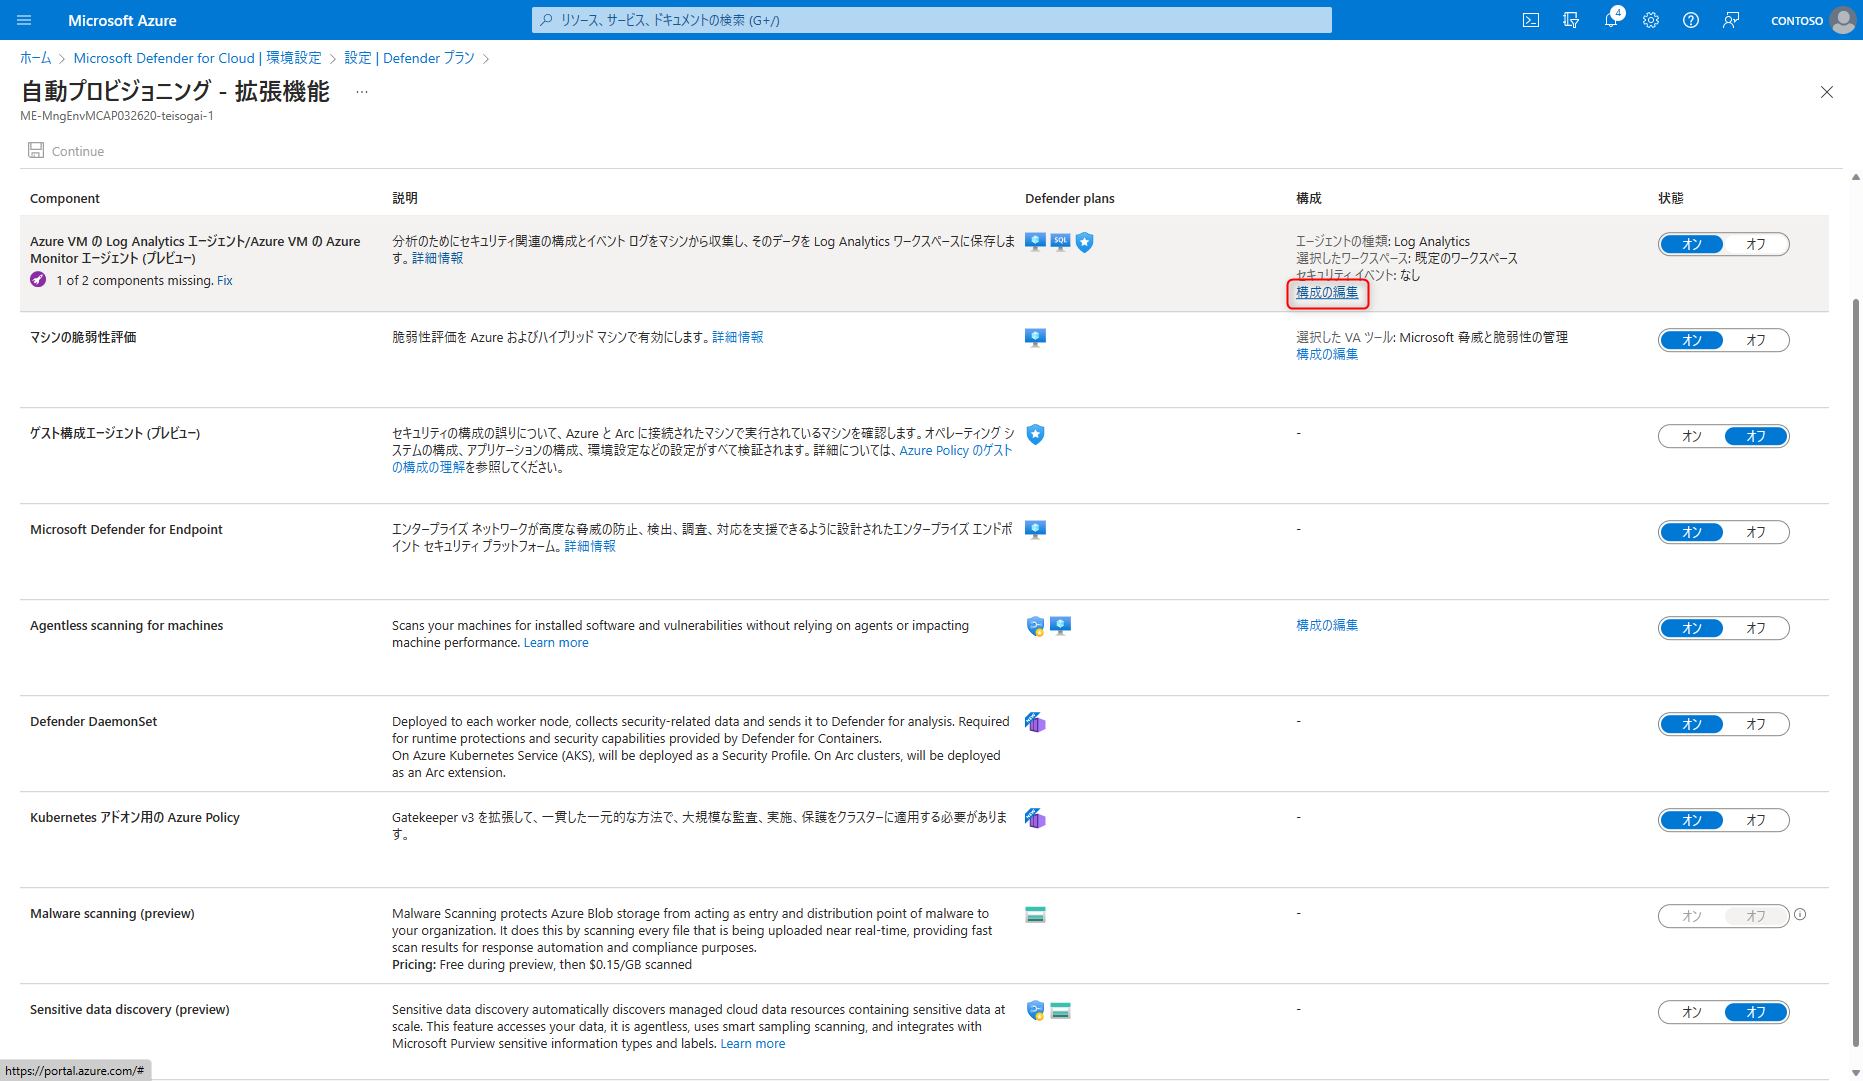 Microsoft Azure
リソース、サービス、ドキュメントの検索 (G+/)
4
CONTOSO
ホーム > Microsoft Defender for Cloud | 環境設定 > 設定 | Defender プラン >
自動プロビジョニング - 拡張機能 ...
ME-MngEnvMCAP032620-teisogai-1
Continue
Component 説明 Defender plans 構成 状態
Azure VM の Log Analytics エージェント/Azure VM の Azure
Monitor エージェント (プレビュー)
1 of 2 components missing. Fix
分析のためにセキュリティ関連の構成とイベント ログをマシンから収集し、そのデータを Log Analytics ワークスペースに保存しま
す。詳細情報
SQL
エージェントの種類: Log Analytics
選択したワークスペース: 既定のワークスペース
セキュリティ イベント: なし
構成の編集
オン オフ
マシンの脆弱性評価
脆弱性評価を Azure およびハイブリッド マシンで有効にします。詳細情報
選択した VA ツール: Microsoft 脅威と脆弱性の管理
構成の編集
オン オフ
ゲスト構成エージェント (プレビュー)
セキュリティの構成の誤りについて、Azure と Arc に接続されたマシンで実行されているマシンを確認します。オペレーティング シ
ステムの構成、アプリケーションの構成、環境設定などの設定がすべて検証されます。詳細については、Azure Policy のゲスト
の構成の理解を参照してください。
-
オン オフ
Microsoft Defender for Endpoint
エンタープライズ ネットワークが高度な脅威の防止、検出、調査、対応を支援できるように設計されたエンタープライズ エンドポ
イント セキュリティ プラットフォーム。詳細情報
-
オン オフ
Agentless scanning for machines
Scans your machines for installed software and vulnerabilities without relying on agents or impacting
machine performance. Learn more
構成の編集
オン オフ
Defender DaemonSet
Deployed to each worker node, collects security-related data and sends it to Defender for analysis. Required
for runtime protections and security capabilities provided by Defender for Containers.
On Azure Kubernetes Service (AKS), will be deployed as a Security Profile. On Arc clusters, will be deployed
as an Arc extension.
-
オン オフ
Kubernetes アドオン用の Azure Policy
Gatekeeper v3 を拡張して、一貫した一元的な方法で、大規模な監査、実施、保護をクラスターに適用する必要がありま
す。
-
オン オフ
Malware scanning (preview)
Malware Scanning protects Azure Blob storage from acting as entry and distribution point of malware to
your organization. It does this by scanning every file that is being uploaded near real-time, providing fast
scan results for response automation and compliance purposes.
Pricing: Free during preview, then $0.15/GB scanned
-
オン オフ
Sensitive data discovery (preview)
Sensitive data discovery automatically discovers managed cloud data resources containing sensitive data at
scale. This feature accesses your data, it is agentless, uses smart sampling scanning, and integrates with
Microsoft Purview sensitive information types and labels. Learn more
-
オン オフ
https://portal.azure.com/#